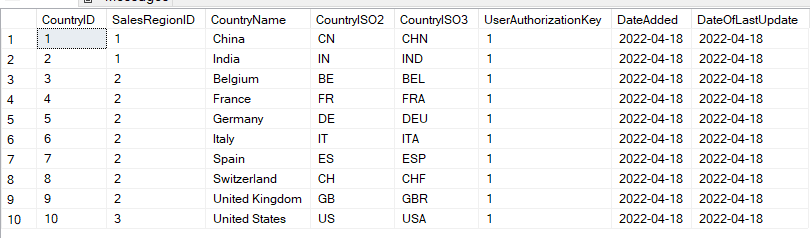 CountryID SalesRegionID CountryName CountryISO2 CountryISO3 UserAuthorizationKey DateAdded DateOfLastUpdate
1 1 1 China CN CHN 1 2022-04-18 2022-04-18
2 2 1 India IN IND 1 2022-04-18 2022-04-18
3 3 2 Belgium BE BEL 1 2022-04-18 2022-04-18
4 4 2 France FR FRA 1 2022-04-18 2022-04-18
5 5 2 Germany DE DEU 1 2022-04-18 2022-04-18
6 6 2 Italy IT ITA 1 2022-04-18 2022-04-18
7 7 2 Spain ES ESP 1 2022-04-18 2022-04-18
8 8 2 Switzerland CH CHF 1 2022-04-18 2022-04-18
9 9 2 United Kingdom GB GBR 1 2022-04-18 2022-04-18
10 10 3 United States US USA 1 2022-04-18 2022-04-18